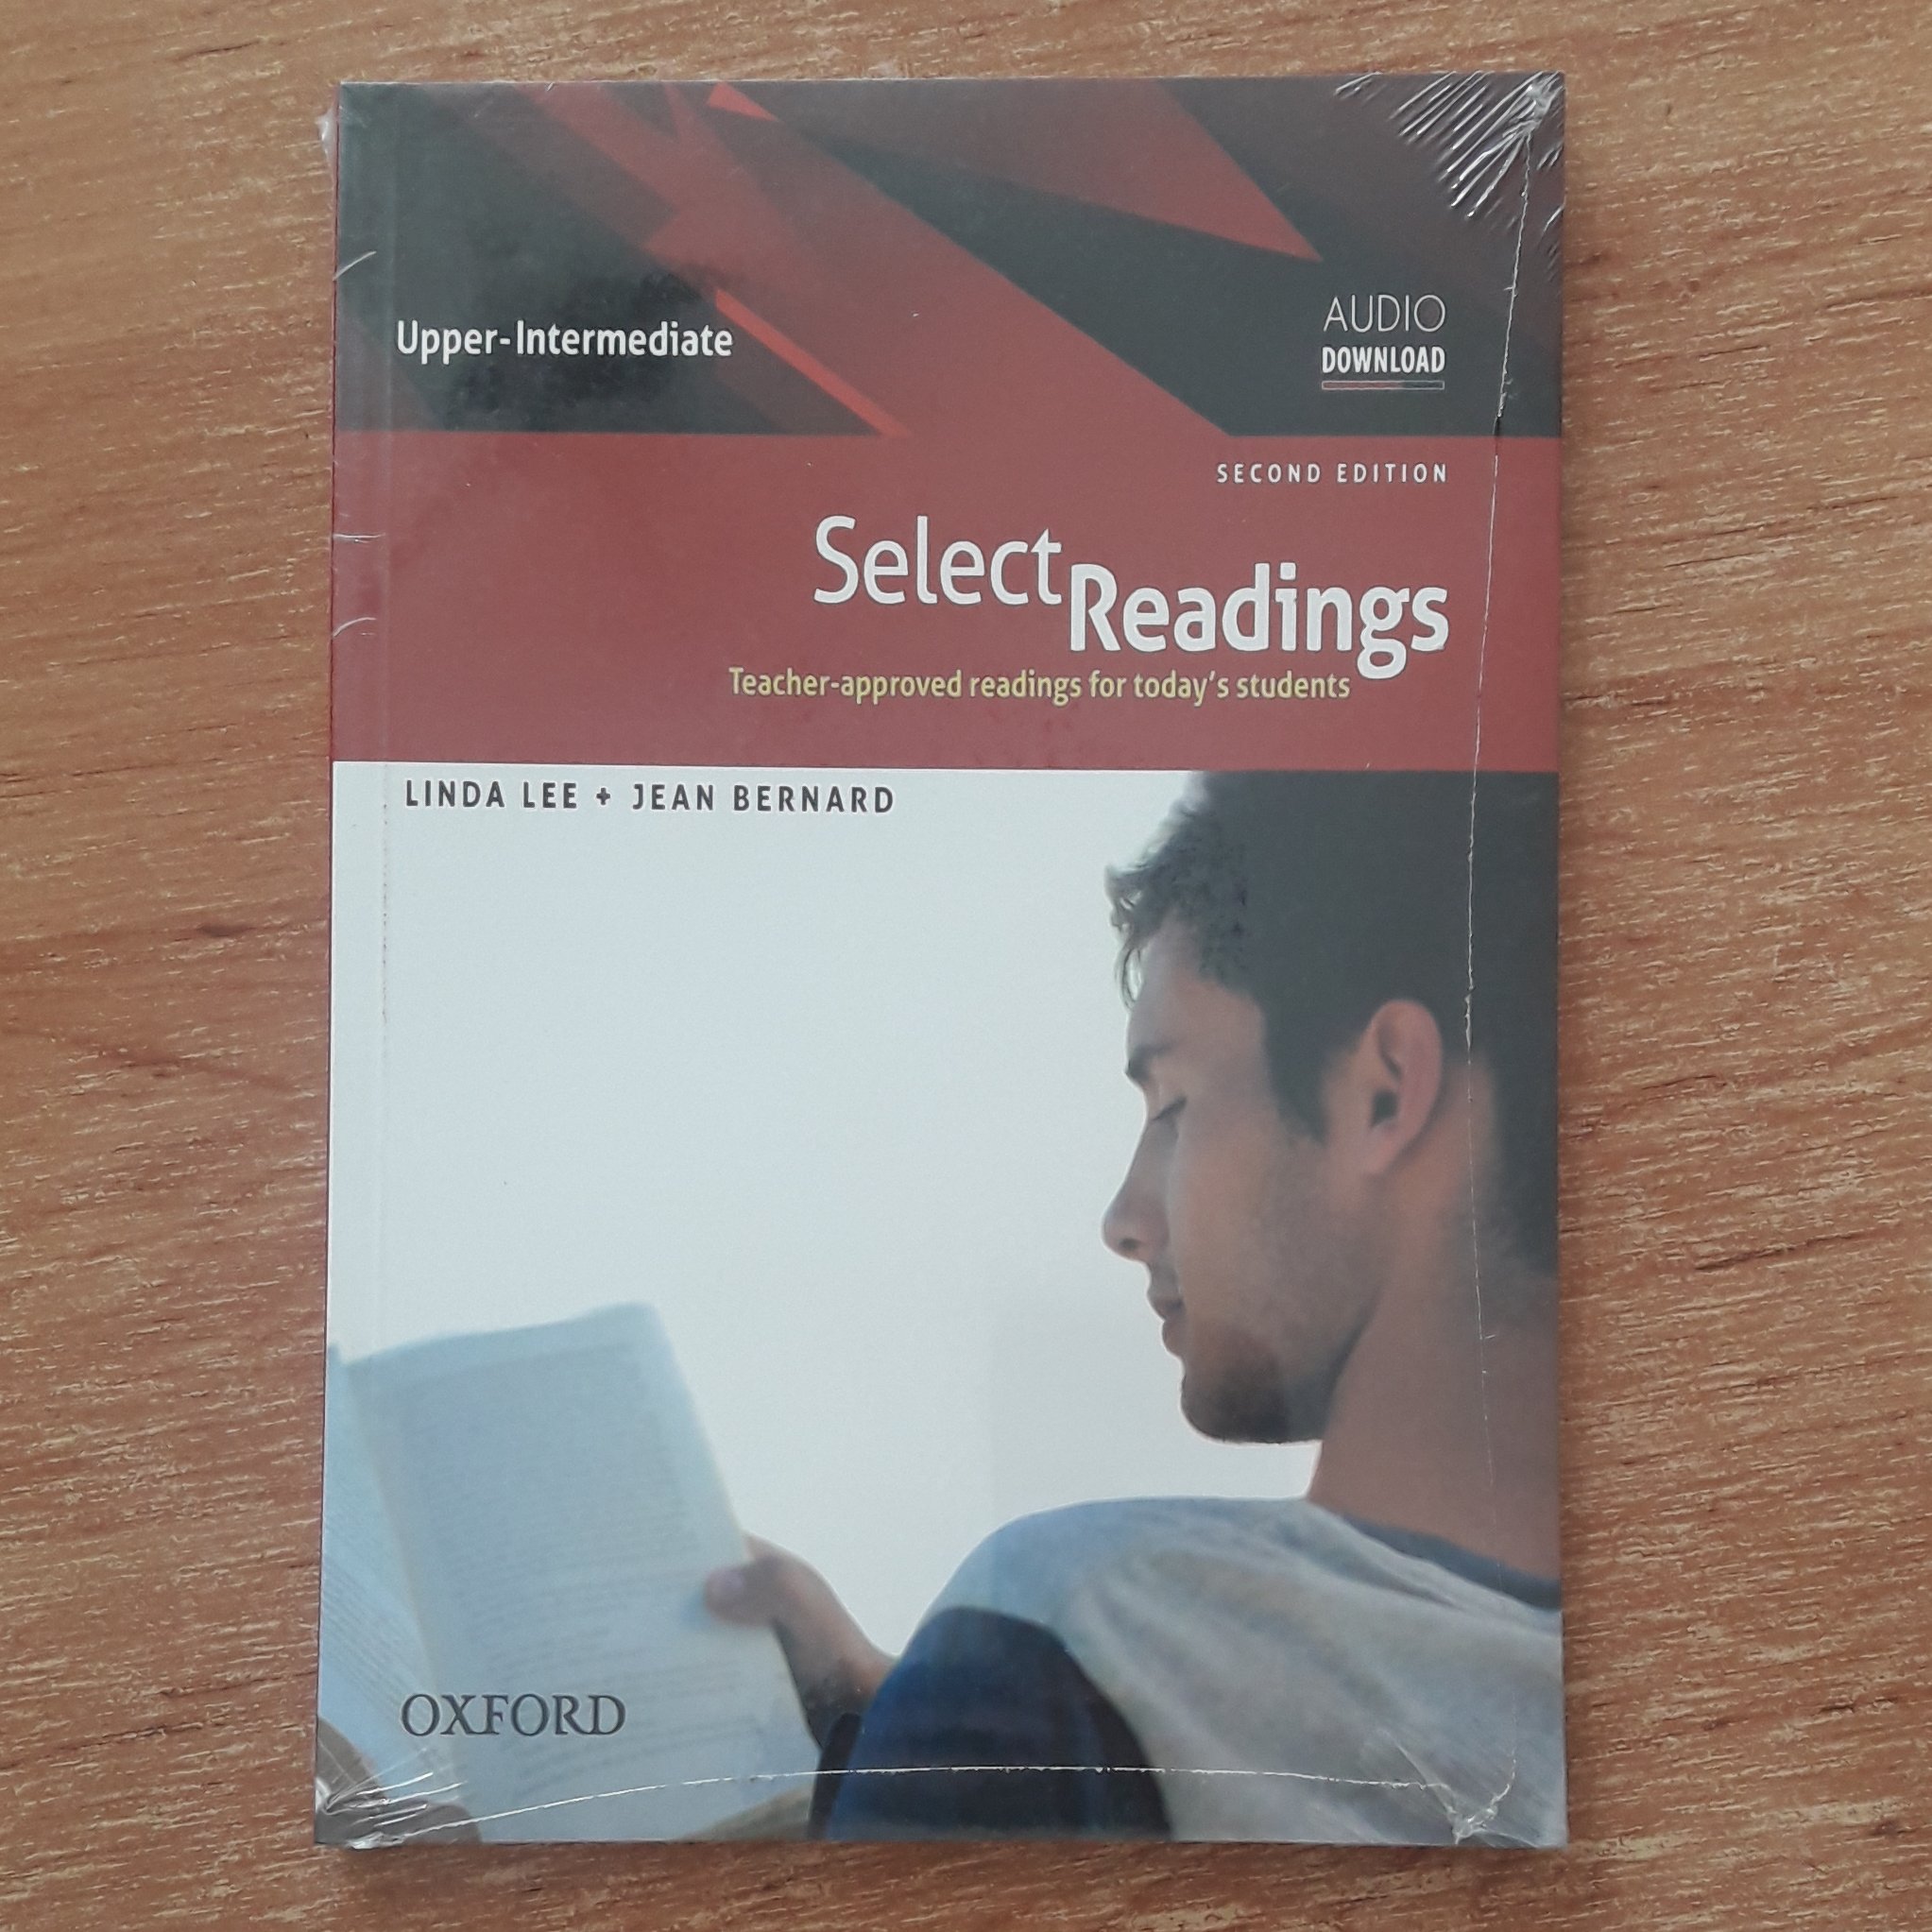 Upper-Intermediate
AUDIO
DOWNLOAD
SECOND EDITION
Select Readings
Teacher-approved readings for today's students
LINDA LEE + JEAN BERNARD
OXFORD